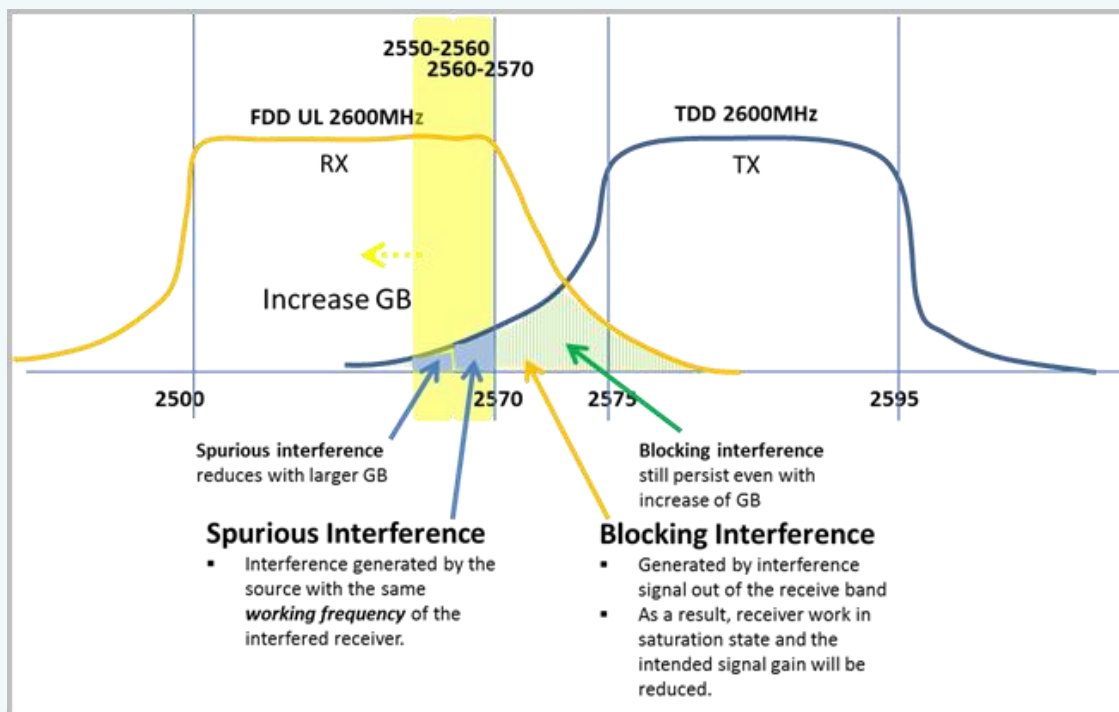 2550-2560
2560-2570
FDD UL 2600MHz
TDD 2600MHz
RX
TX
Increase GB
2500
2570
2575
2595
Spurious interference
reduces with larger GB
Blocking interference
still persist even with
increase of GB
Spurious Interference
▪ Interference generated by the
source with the same
working frequency of the
interfered receiver.
Blocking Interference
▪ Generated by interference
signal out of the receive band
▪ As a result, receiver work in
saturation state and the
intended signal gain will be
reduced.